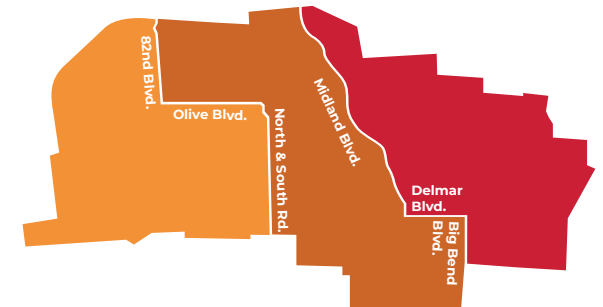 82nd Blvd.
Olive Blvd.
North & South Rd.
Midland Blvd.
Delmar
Blvd.
Big Bend
Blvd.